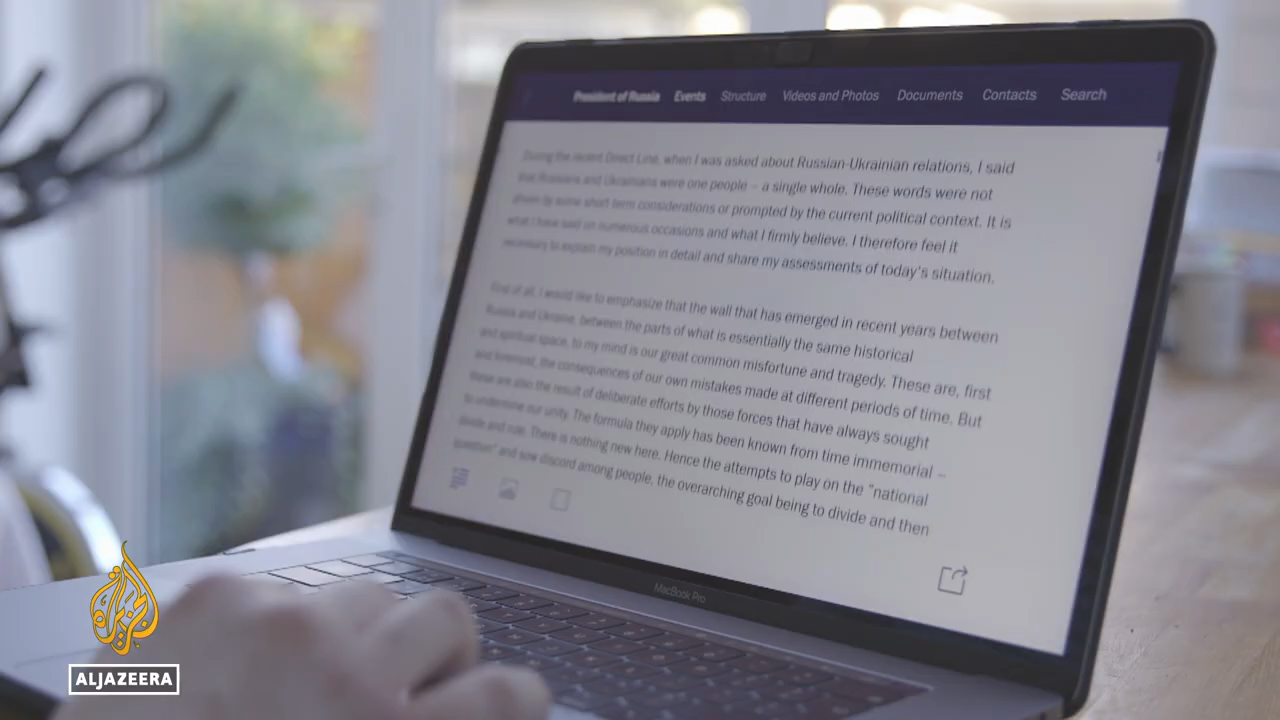 President of Russia Events Structure Videos and Photos Documents Contacts Search
During the recent Direct Line, when I was asked about Russian-Ukrainian relations, I said
that Russians and Ukrainians were one people – a single whole. These words were not
driven by some short-term considerations or prompted by the current political context. It is
what I have said on numerous occasions and what I firmly believe. I therefore feel it
necessary to explain my position in detail and share my assessments of today's situation.
First of all, I would like to emphasize that the wall that has emerged in recent years between
Russia and Ukraine, between the parts of what is essentially the same historical
and spiritual space, to my mind is our great common misfortune and tragedy. These are, first
and foremost, the consequences of our own mistakes made at different periods of time. But
these are also the result of deliberate efforts by those forces that have always sought
to undermine our unity. The formula they apply has been known from time immemorial –
divide and rule. There is nothing new here. Hence the attempts to play on the "national
question" and sow discord among people, the overarching goal being to divide and then
MacBook Pro
الجزيرة
ALJAZEERA